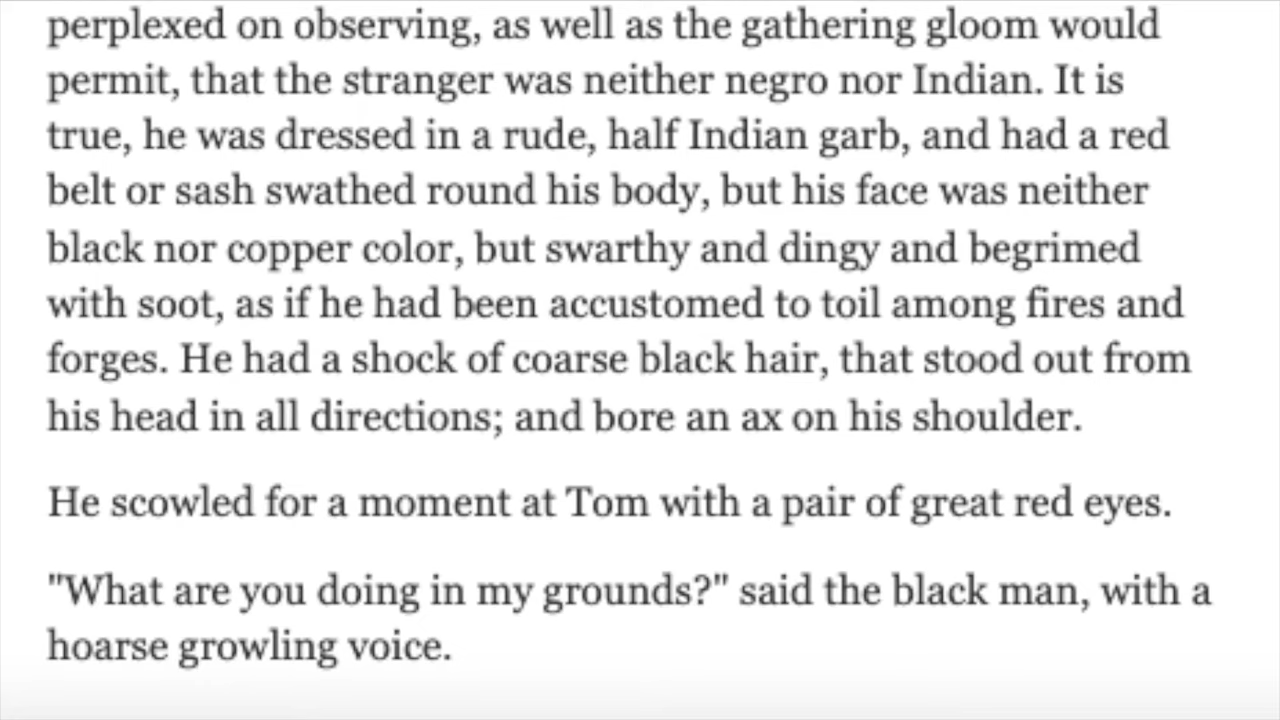 perplexed on observing, as well as the gathering gloom would
permit, that the stranger was neither negro nor Indian. It is
true, he was dressed in a rude, half Indian garb, and had a red
belt or sash swathed round his body, but his face was neither
black nor copper color, but swarthy and dingy and begrimed
with soot, as if he had been accustomed to toil among fires and
forges. He had a shock of coarse black hair, that stood out from
his head in all directions; and bore an ax on his shoulder.
He scowled for a moment at Tom with a pair of great red eyes.
"What are you doing in my grounds?" said the black man, with a
hoarse growling voice.